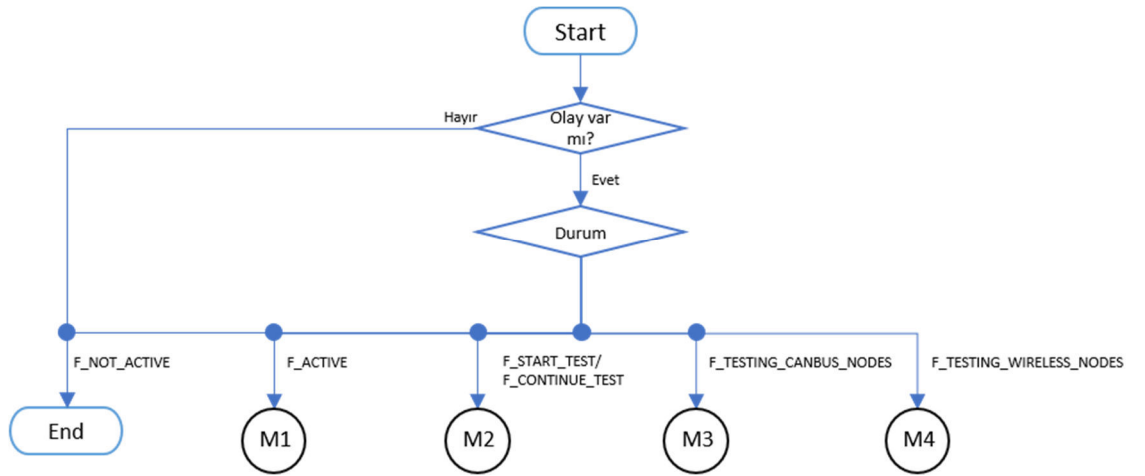 Start
Hayır
Olay var
mı?
Evet
Durum
F_NOT_ACTIVE
F_ACTIVE
F_START_TEST/
F_CONTINUE_TEST
F_TESTING_CANBUS_NODES
F_TESTING_WIRELESS_NODES
End
M1
M2
M3
M4